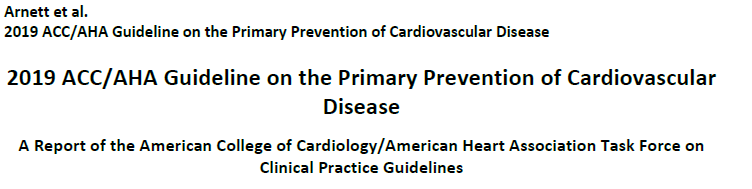 Arnett et al.
2019 ACC/AHA Guideline on the Primary Prevention of Cardiovascular Disease
2019 ACC/AHA Guideline on the Primary Prevention of Cardiovascular
Disease
A Report of the American College of Cardiology/American Heart Association Task Force on
Clinical Practice Guidelines